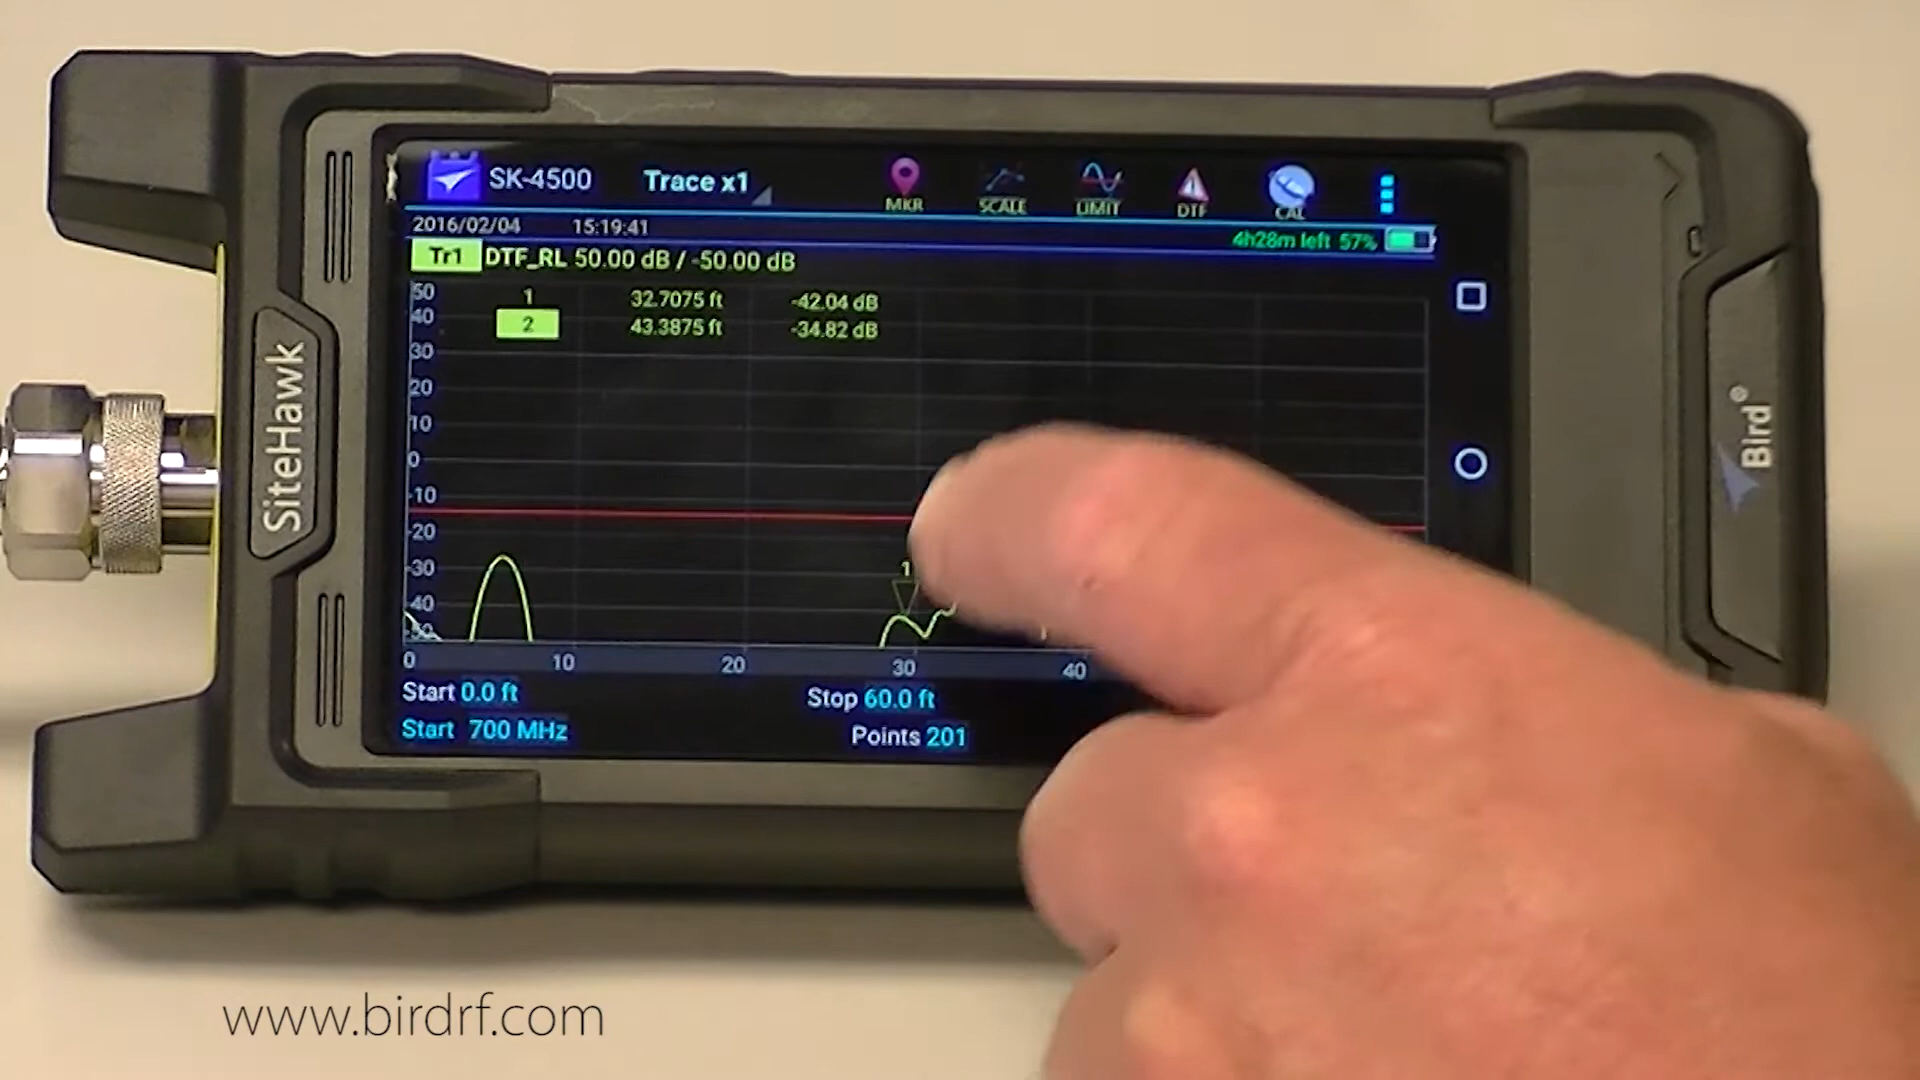 SK-4500 Trace x1
MKR SCALE LIMIT DTF CAL
2016/02/04 15:19:41
4h28m left 57%
Tr1 DTF_RL 50.00 dB / -50.00 dB
1 32.7075 ft -42.04 dB
2 43.3875 ft -34.82 dB
50
40
30
20
10
0
-10
-20
-30
-40
-50
1
0 10 20 30 40
Start 0.0 ft Stop 60.0 ft
Start 700 MHz Points 201
SiteHawk
Bird
www.birdrf.com